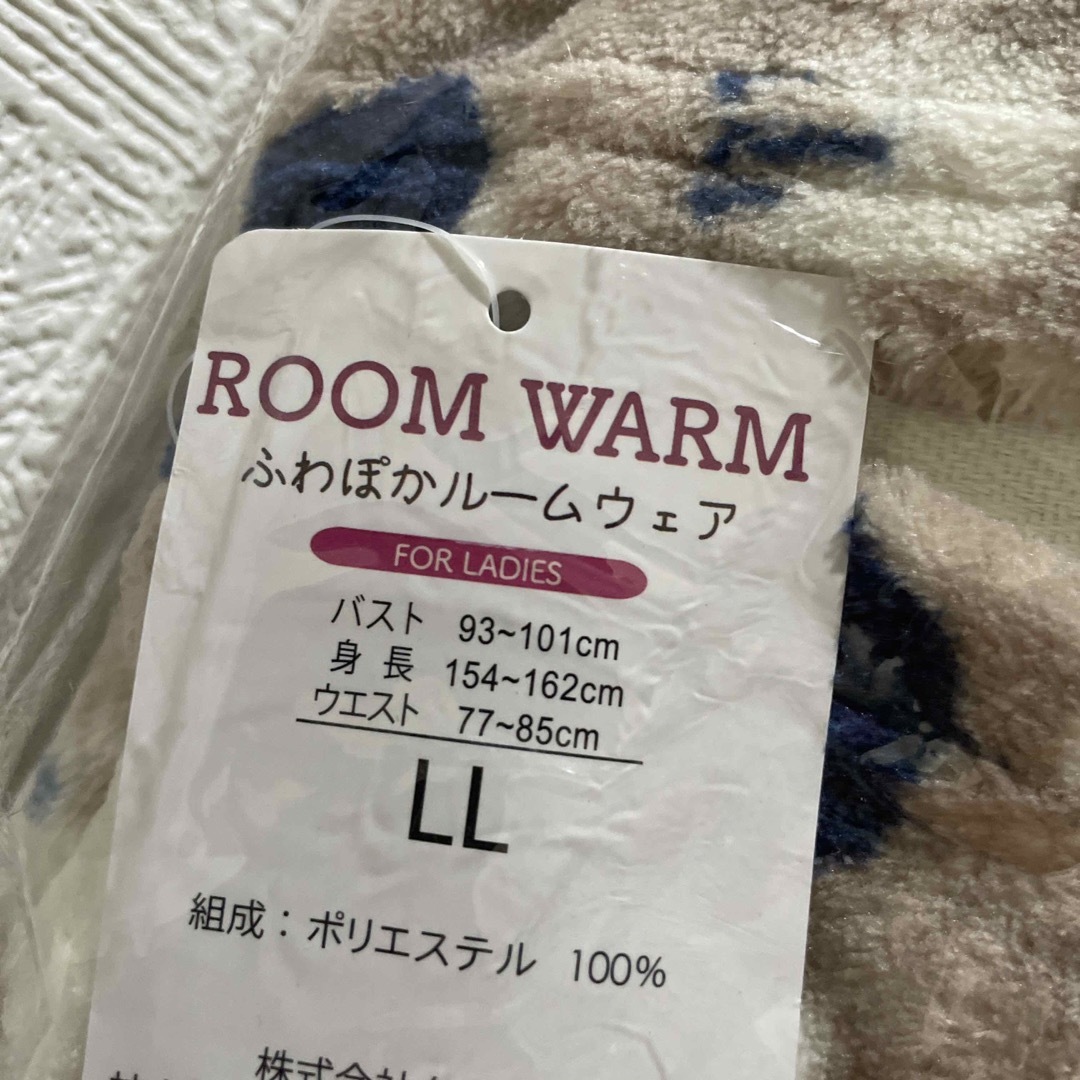 ROOM WARM
ふわぽかルームウェア
FOR LADIES
バスト 93~101cm
身長 154~162cm
ウエスト 77~85cm
LL
組成：ポリエステル 100%
株式会社